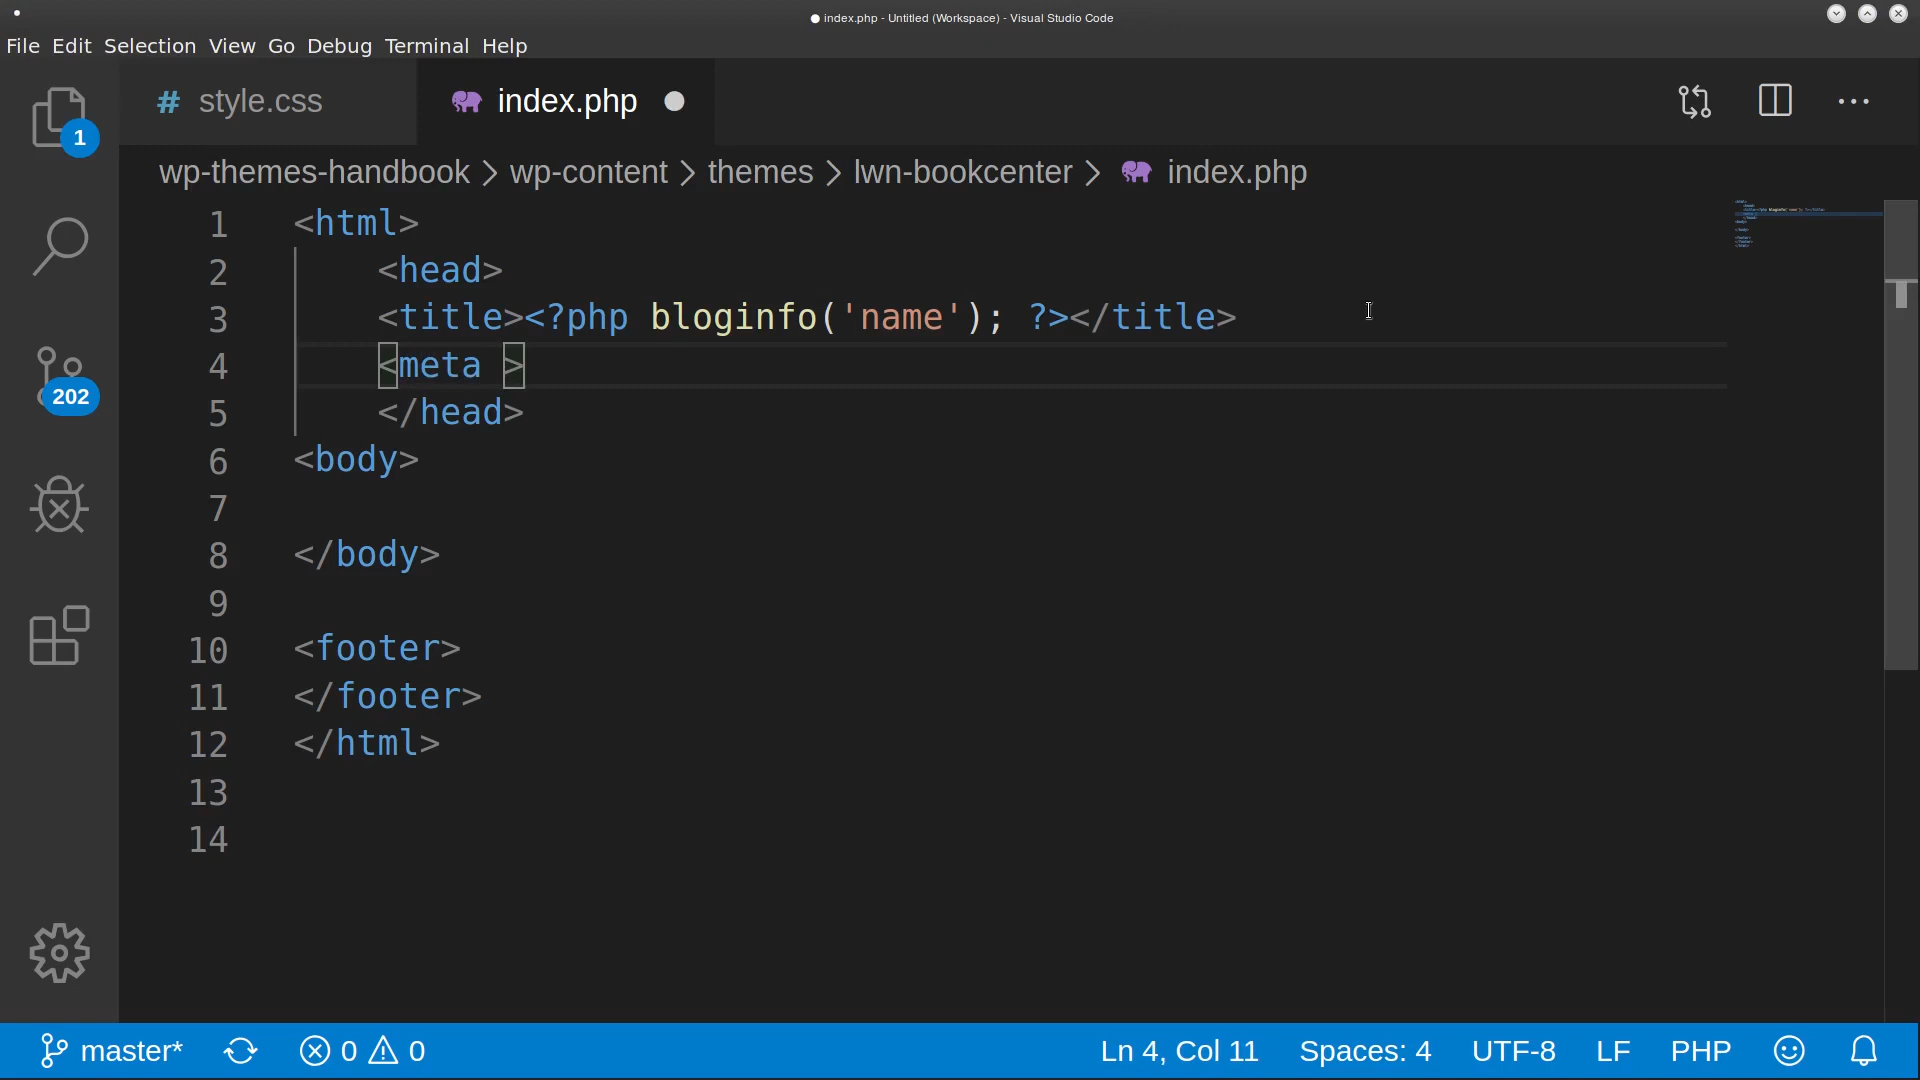 index.php - Untitled (Workspace) - Visual Studio Code
File Edit Selection View Go Debug Terminal Help
1
# style.css
index.php
wp-themes-handbook > wp-content > themes > lwn-bookcenter > index.php
1 <html>
2 <head>
3 <title><?php bloginfo('name'); ?></title>
4 <meta >
5 </head>
6 <body>
7
8 </body>
9
10 <footer>
11 </footer>
12 </html>
13
14
202
master* 0 0 Ln 4, Col 11 Spaces: 4 UTF-8 LF PHP